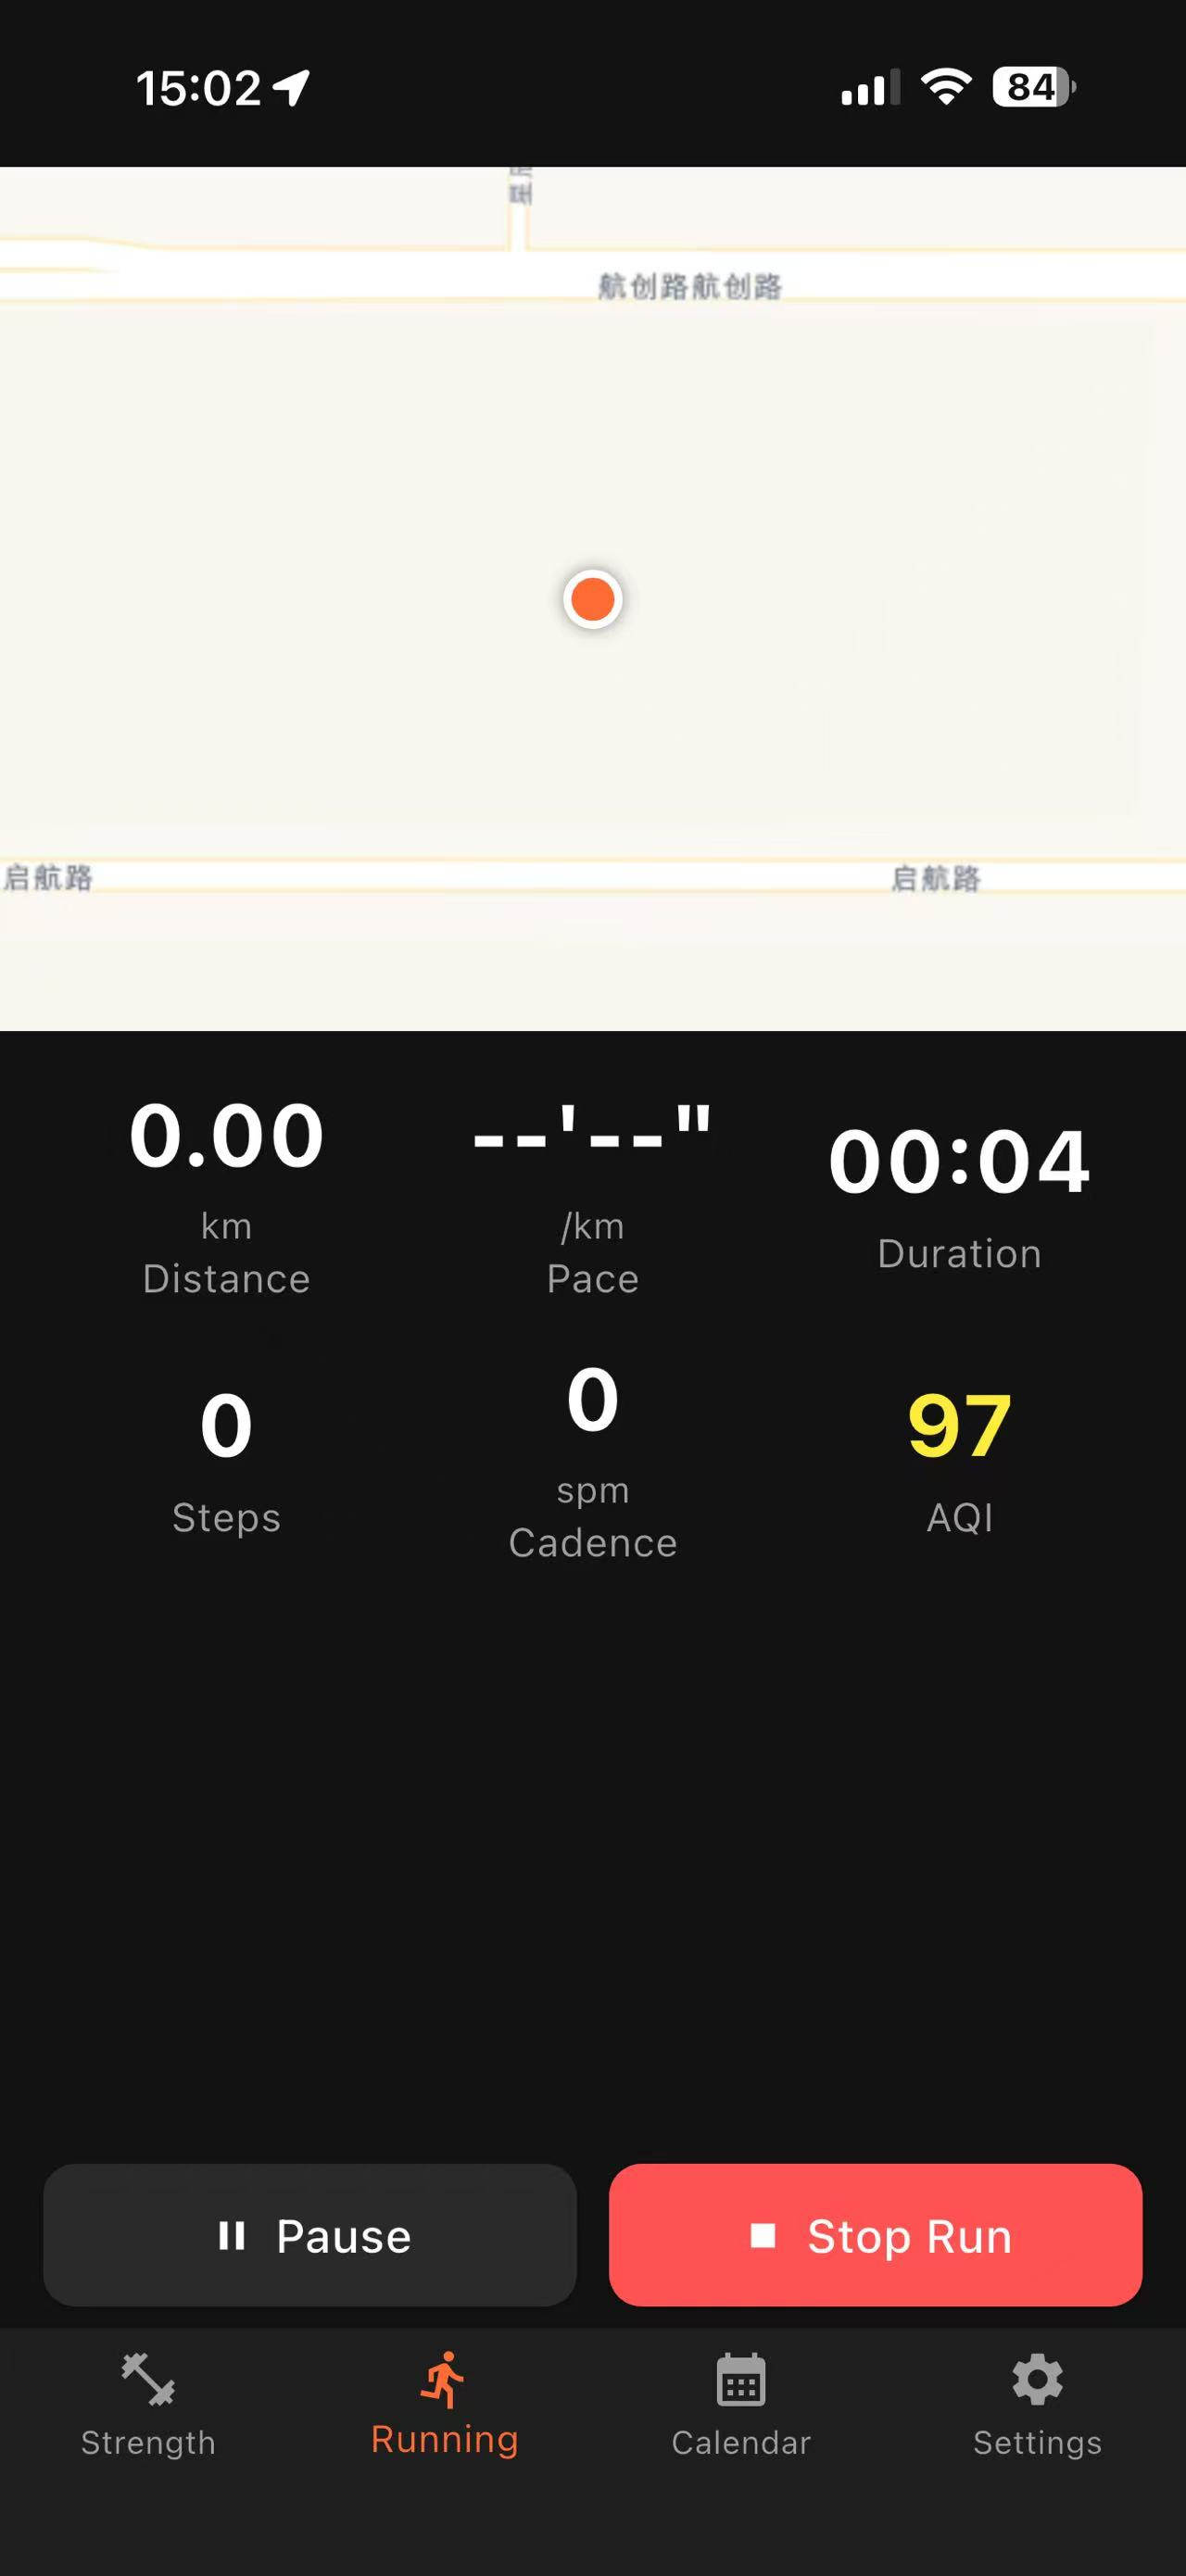 15:02
84
航创路航创路
启航路
启航路
0.00
--'--"
00:04
km
/km
Duration
Distance
Pace
0
0
97
spm
Steps
AQI
Cadence
Pause
Stop Run
Strength
Running
Calendar
Settings